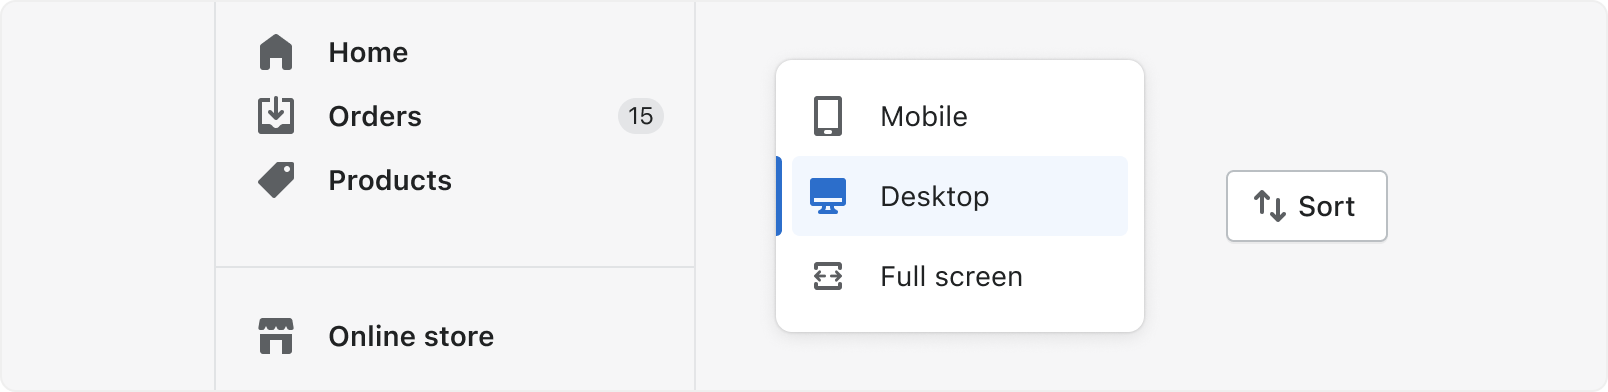 Home
Orders 15
Products
Online store
Mobile
Desktop
Full screen
Sort